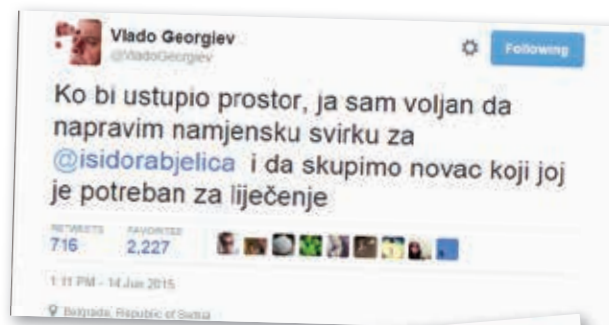 Vlado Georgiev
@VladoGeorgiev
Following
Ko bi ustupio prostor, ja sam voljan da
napravim namjensku svirku za
@isidorabjelica i da skupimo novac koji joj
je potreban za liječenje
RETWEETS FAVORITES
716 2,227
1:11 PM - 14 Jun 2015
Belgrade, Republic of Serbia